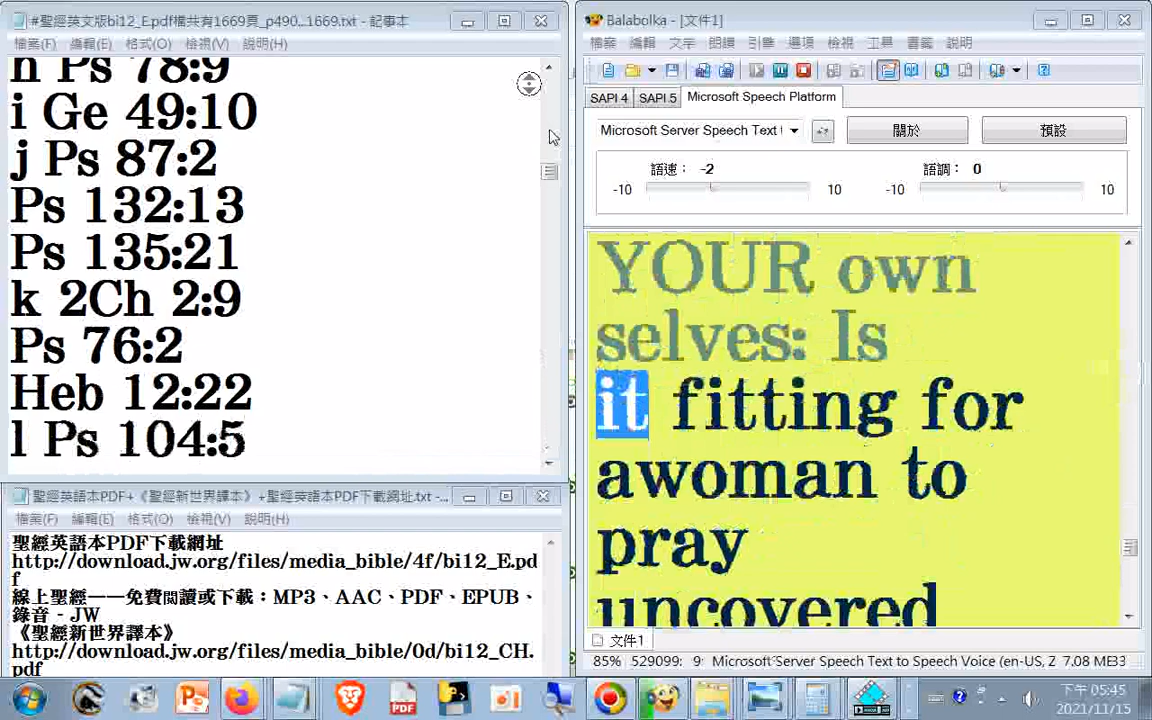 #聖經英文版bi12_E.pdf檔共有1669頁_p490...1669.txt - 記事本
檔案(F) 編輯(E) 格式(O) 檢視(V) 說明(H)
h Ps 78:9
i Ge 49:10
j Ps 87:2
Ps 132:13
Ps 135:21
k 2Ch 2:9
Ps 76:2
Heb 12:22
l Ps 104:5
聖經英語本PDF+《聖經新世界譯本》+聖經英語本PDF下載網址.txt - ...
檔案(F) 編輯(E) 格式(O) 檢視(V) 說明(H)
聖經英語本PDF下載網址
http://download.jw.org/files/media_bible/4f/bi12_E.pd
f
線上聖經——免費閱讀或下載：MP3、AAC、PDF、EPUB、
錄音 - JW
《聖經新世界譯本》
http://download.jw.org/files/media_bible/0d/bi12_CH.
pdf
Balabolka - [文件1]
檔案 編輯 文字 朗讀 引擎 選項 檢視 工具 書籤 說明
SAPI 4 SAPI 5 Microsoft Speech Platform
Microsoft Server Speech Text 關於 預設
語速： -2 語調： 0
-10 10 -10 10
YOUR own
selves: Is
it fitting for
awoman to
pray
uncovered
文件1
85% 529099: 9 Microsoft Server Speech Text to Speech Voice (en-US, Z 7.08 MB
下午 05:45
2021/11/15